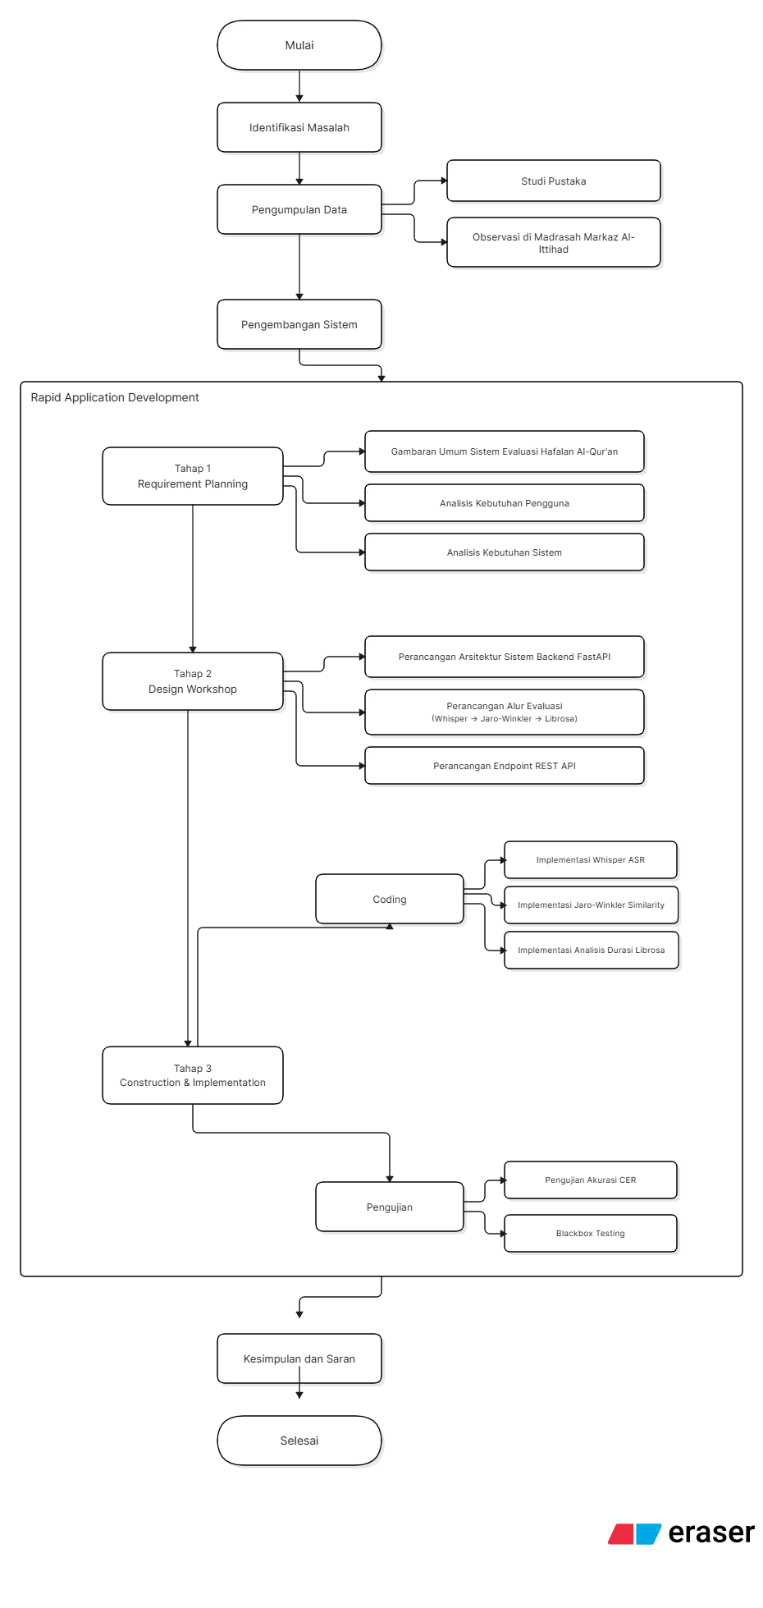 Mulai
Identifikasi Masalah
Pengumpulan Data
Studi Pustaka
Observasi di Madrasah Markaz Al-
Ittihad
Pengembangan Sistem
Rapid Application Development
Tahap 1
Requirement Planning
Gambaran Umum Sistem Evaluasi Hafalan Al-Qur'an
Analisis Kebutuhan Pengguna
Analisis Kebutuhan Sistem
Tahap 2
Design Workshop
Perancangan Arsitektur Sistem Backend FastAPI
Perancangan Alur Evaluasi
(Whisper → Jaro-Winkler → Librosa)
Perancangan Endpoint REST API
Coding
Implementasi Whisper ASR
Implementasi Jaro-Winkler Similarity
Implementasi Analisis Durasi Librosa
Tahap 3
Construction & Implementation
Pengujian
Pengujian Akurasi CER
Blackbox Testing
Kesimpulan dan Saran
Selesai
eraser